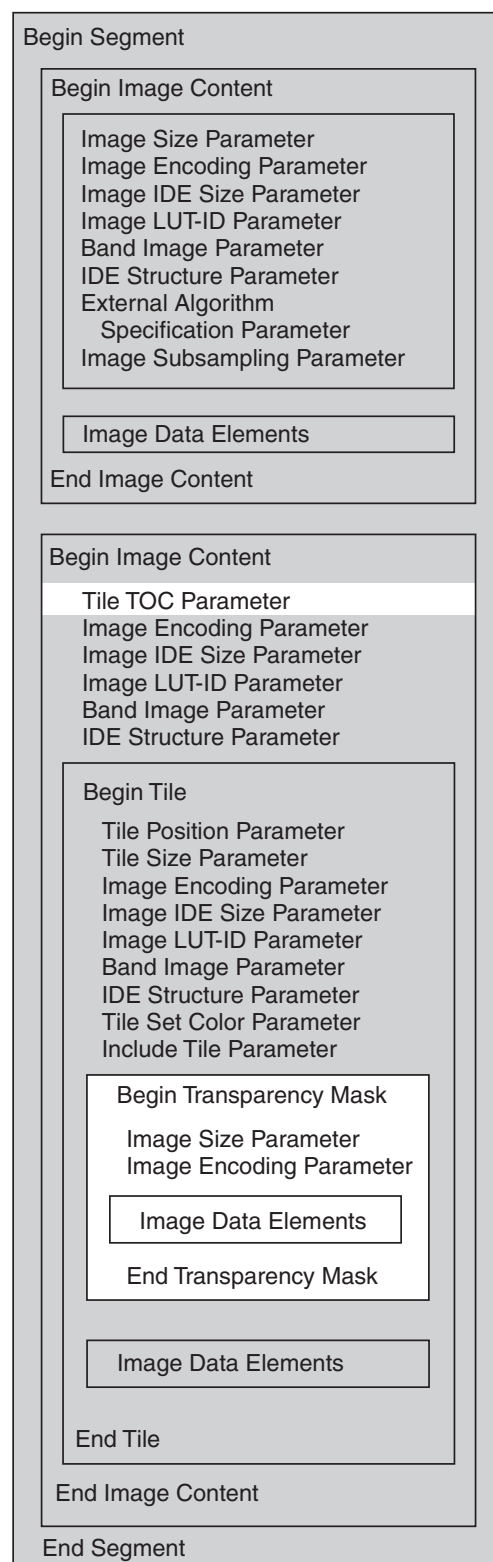 Begin Segment
Begin Image Content
Image Size Parameter
Image Encoding Parameter
Image IDE Size Parameter
Image LUT-ID Parameter
Band Image Parameter
IDE Structure Parameter
External Algorithm
Specification Parameter
Image Subsampling Parameter
Image Data Elements
End Image Content
Begin Image Content
Tile TOC Parameter
Image Encoding Parameter
Image IDE Size Parameter
Image LUT-ID Parameter
Band Image Parameter
IDE Structure Parameter
Begin Tile
Tile Position Parameter
Tile Size Parameter
Image Encoding Parameter
Image IDE Size Parameter
Image LUT-ID Parameter
Band Image Parameter
IDE Structure Parameter
Tile Set Color Parameter
Include Tile Parameter
Begin Transparency Mask
Image Size Parameter
Image Encoding Parameter
Image Data Elements
End Transparency Mask
Image Data Elements
End Tile
End Image Content
End Segment